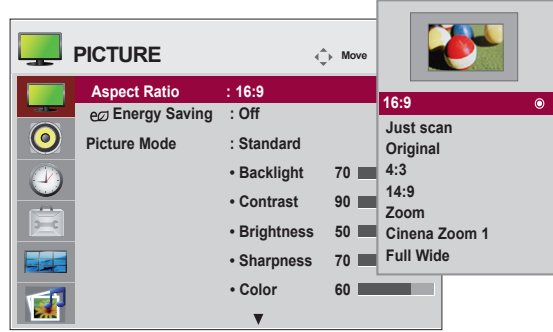 PICTURE
Move
Aspect Ratio : 16:9
Energy Saving : Off
Picture Mode : Standard
• Backlight 70
• Contrast 90
• Brightness 50
• Sharpness 70
• Color 60
16:9
Just scan
Original
4:3
14:9
Zoom
Cinena Zoom 1
Full Wide